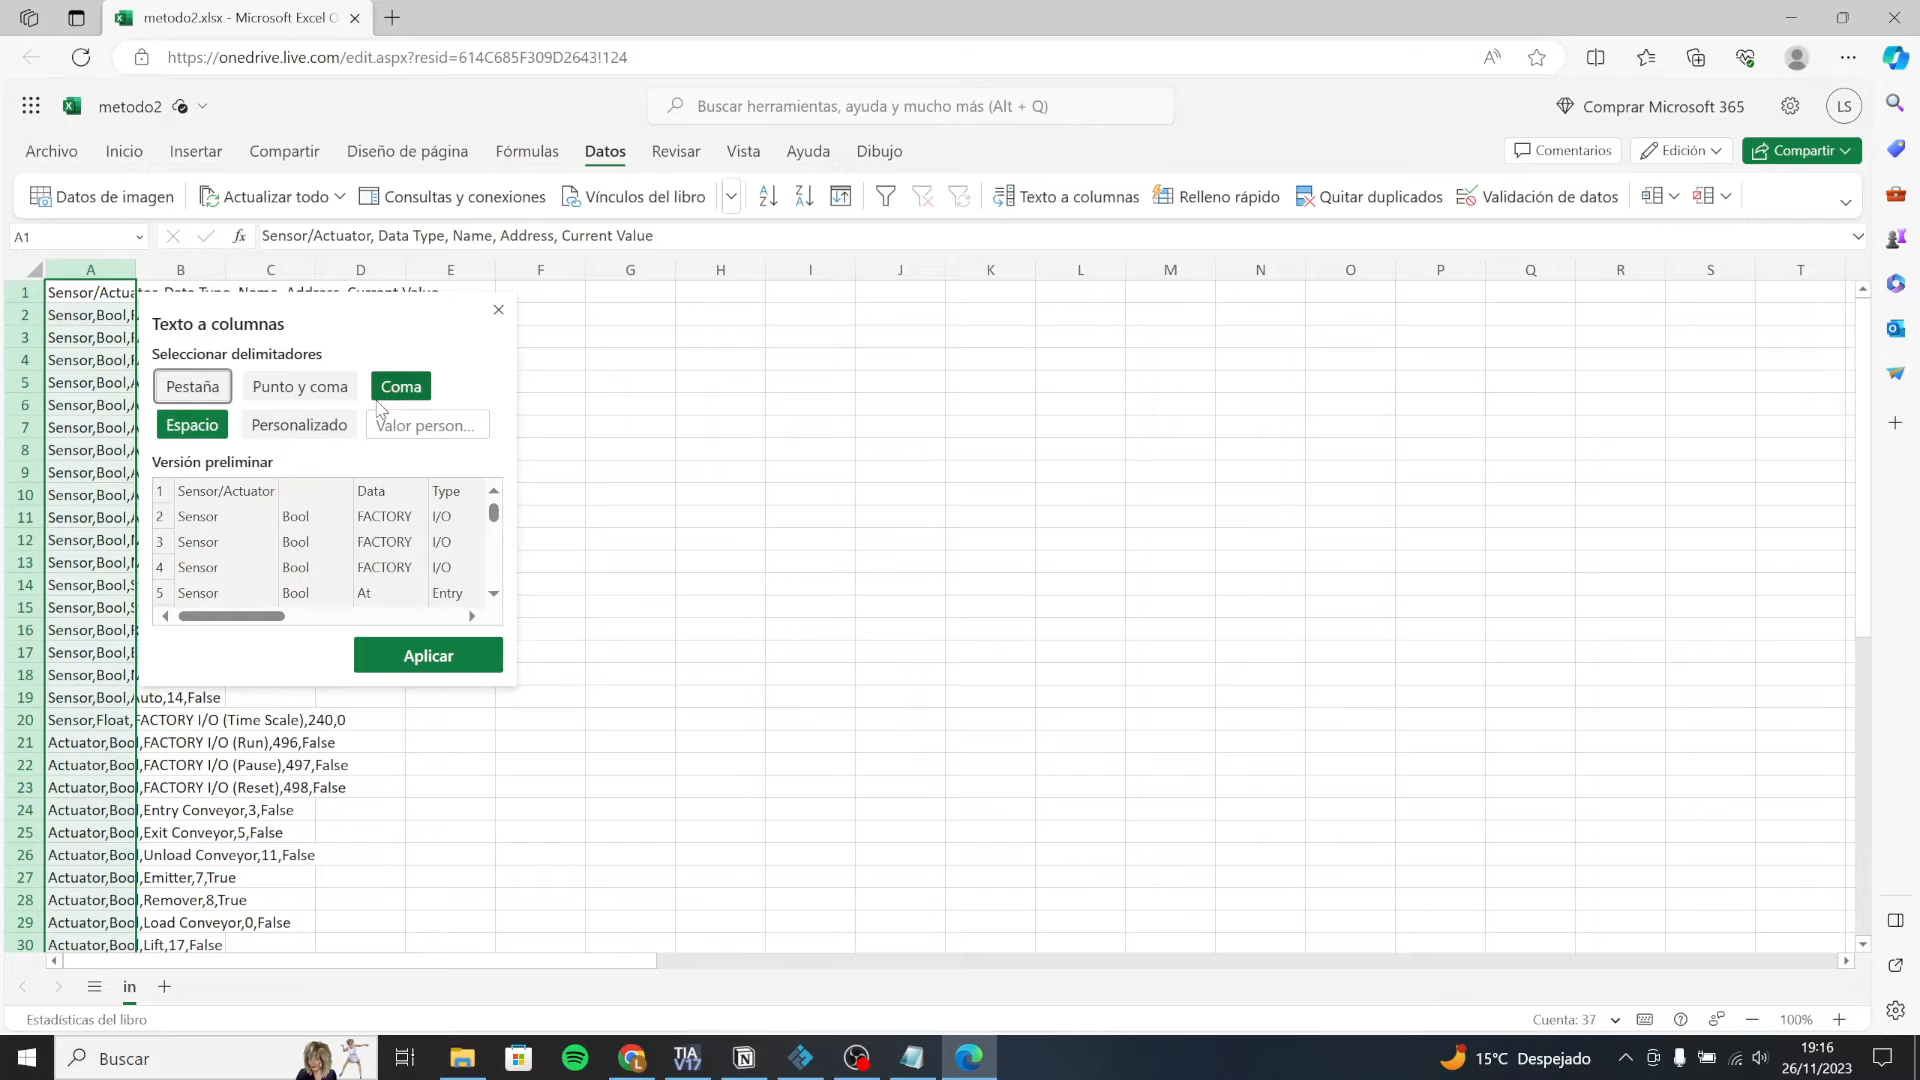 metodo2.xlsx - Microsoft Excel O
https://onedrive.live.com/edit.aspx?resid=614C685F309D2643!124
metodo2
Buscar herramientas, ayuda y mucho más (Alt + Q)
Comprar Microsoft 365
LS
Archivo Inicio Insertar Compartir Diseño de página Fórmulas Datos Revisar Vista Ayuda Dibujo
Comentarios Edición Compartir
Datos de imagen Actualizar todo Consultas y conexiones Vínculos del libro Texto a columnas Relleno rápido Quitar duplicados Validación de datos
A1 fx Sensor/Actuator, Data Type, Name, Address, Current Value
A B C D E F G H I J K L M N O P Q R S T
1 Sensor/Actuator, Data Type, Name, Address, Current Value
2 Sensor,Bool,
3 Sensor,Bool,
4 Sensor,Bool,
5 Sensor,Bool,
6 Sensor,Bool,
7 Sensor,Bool,
8 Sensor,Bool,
9 Sensor,Bool,
10 Sensor,Bool,
11 Sensor,Bool,
12 Sensor,Bool,
13 Sensor,Bool,
14 Sensor,Bool,
15 Sensor,Bool,
16 Sensor,Bool,
17 Sensor,Bool,
18 Sensor,Bool,
19 Sensor,Bool,Auto,14,False
20 Sensor,Float,FACTORY I/O (Time Scale),240,0
21 Actuator,Bool,FACTORY I/O (Run),496,False
22 Actuator,Bool,FACTORY I/O (Pause),497,False
23 Actuator,Bool,FACTORY I/O (Reset),498,False
24 Actuator,Bool,Entry Conveyor,3,False
25 Actuator,Bool,Exit Conveyor,5,False
26 Actuator,Bool,Unload Conveyor,11,False
27 Actuator,Bool,Emitter,7,True
28 Actuator,Bool,Remover,8,True
29 Actuator,Bool,Load Conveyor,0,False
30 Actuator,Bool,Lift,17,False
Texto a columnas
Seleccionar delimitadores
Pestaña Punto y coma Coma
Espacio Personalizado Valor person...
Versión preliminar
1 Sensor/Actuator Data Type
2 Sensor Bool FACTORY I/O
3 Sensor Bool FACTORY I/O
4 Sensor Bool FACTORY I/O
5 Sensor Bool At Entry
Aplicar
in
Estadísticas del libro
Cuenta: 37
100%
Buscar
TIA V17
15°C Despejado
19:16
26/11/2023